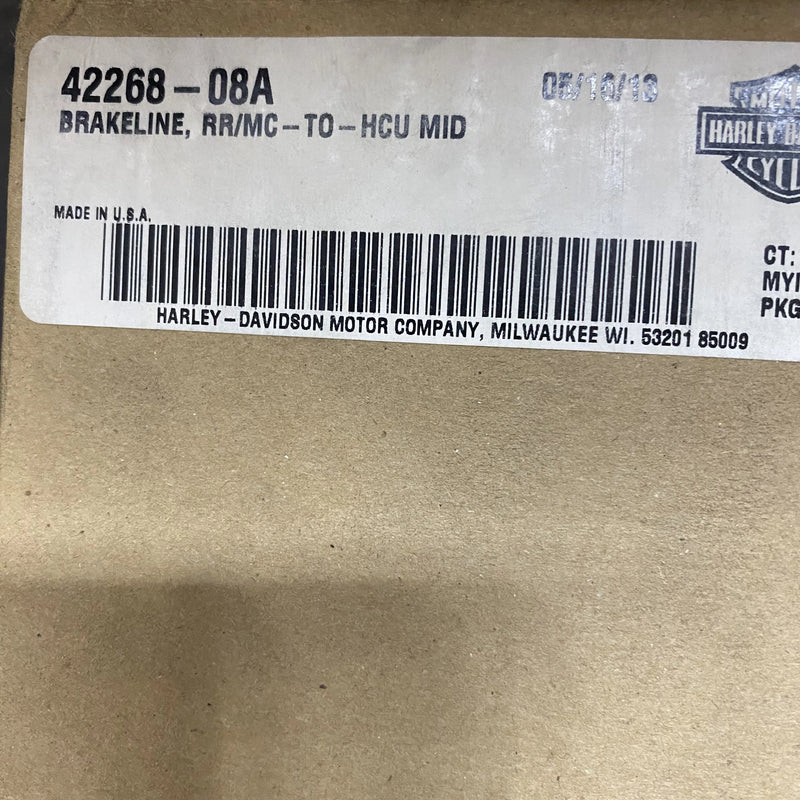 42268-08A
05/16/13
BRAKELINE, RR/MC-TO-HCU MID
HARLEY
MADE IN U.S.A.
CT:
PKG
HARLEY-DAVIDSON MOTOR COMPANY, MILWAUKEE WI. 53201 85009